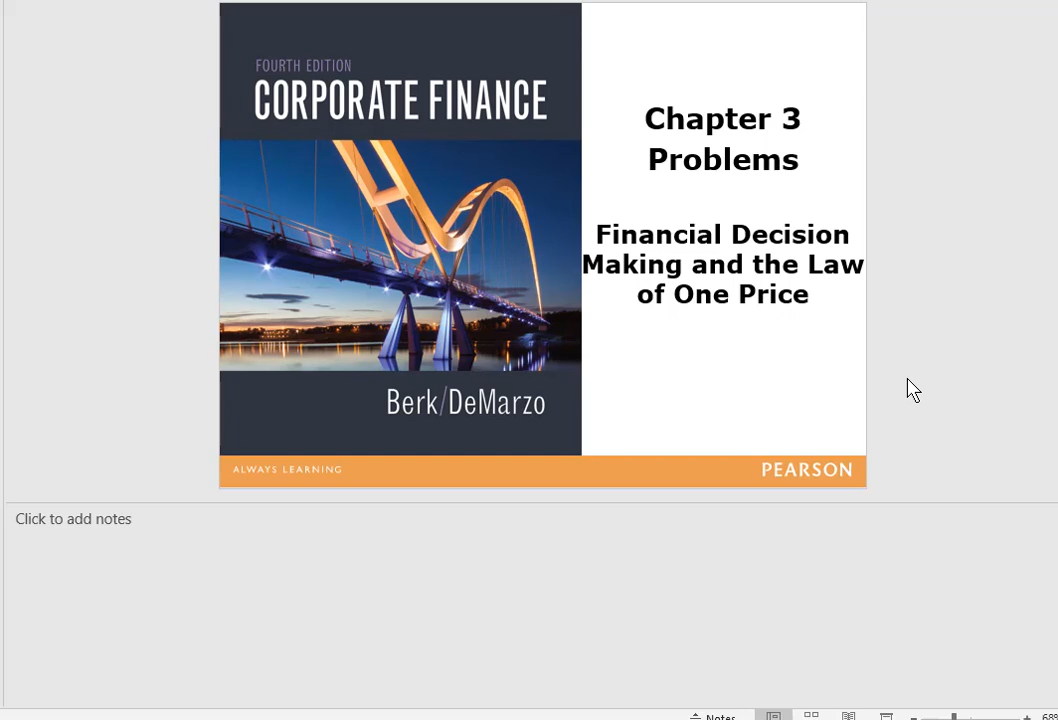 FOURTH EDITION
CORPORATE FINANCE
Berk/DeMarzo
Chapter 3
Problems
Financial Decision
Making and the Law
of One Price
ALWAYS LEARNING
PEARSON
Click to add notes
Notes
68%